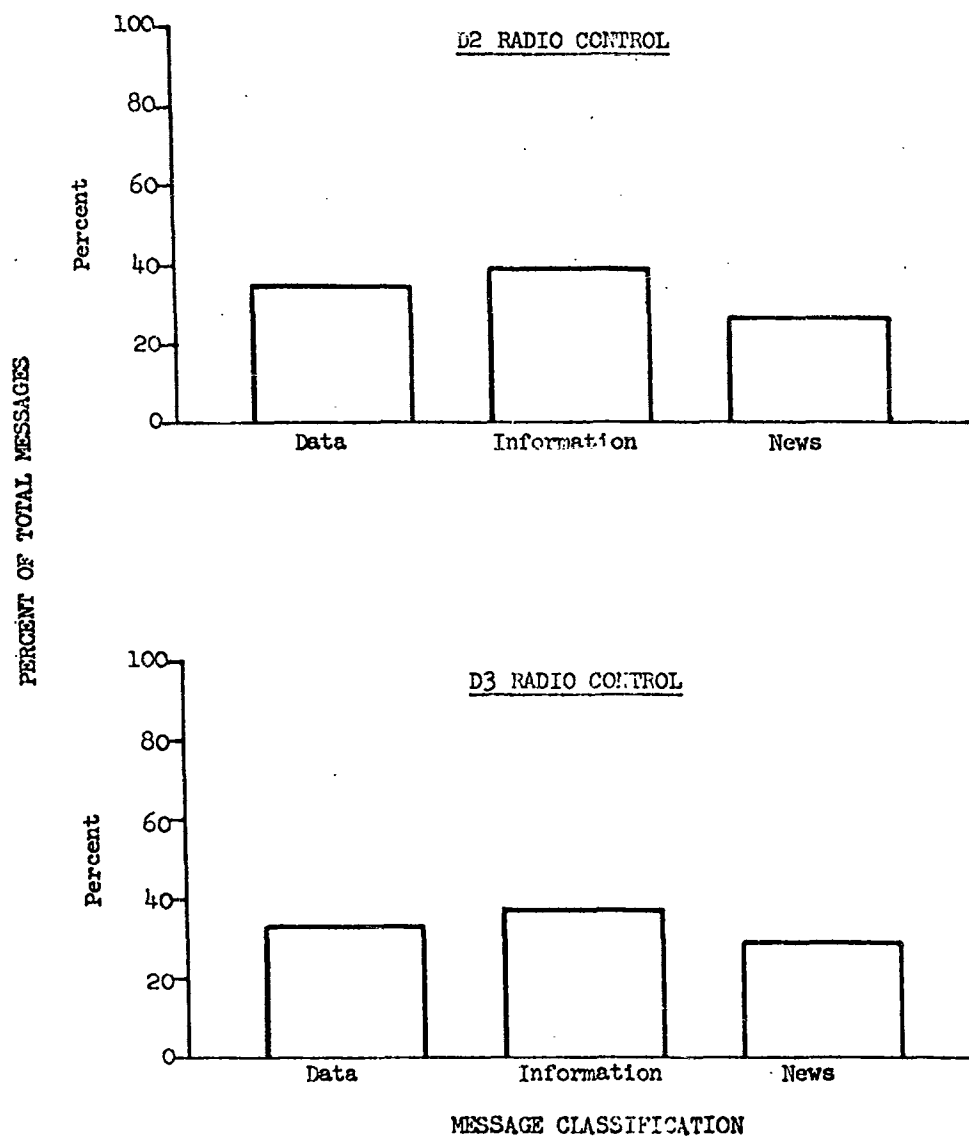 PERCENT OF TOTAL MESSAGES
D2 RADIO CONTROL
Percent
100
80
60
40
20
0
Data Information News
D3 RADIO CONTROL
Percent
100
80
60
40
20
0
Data Information News
MESSAGE CLASSIFICATION